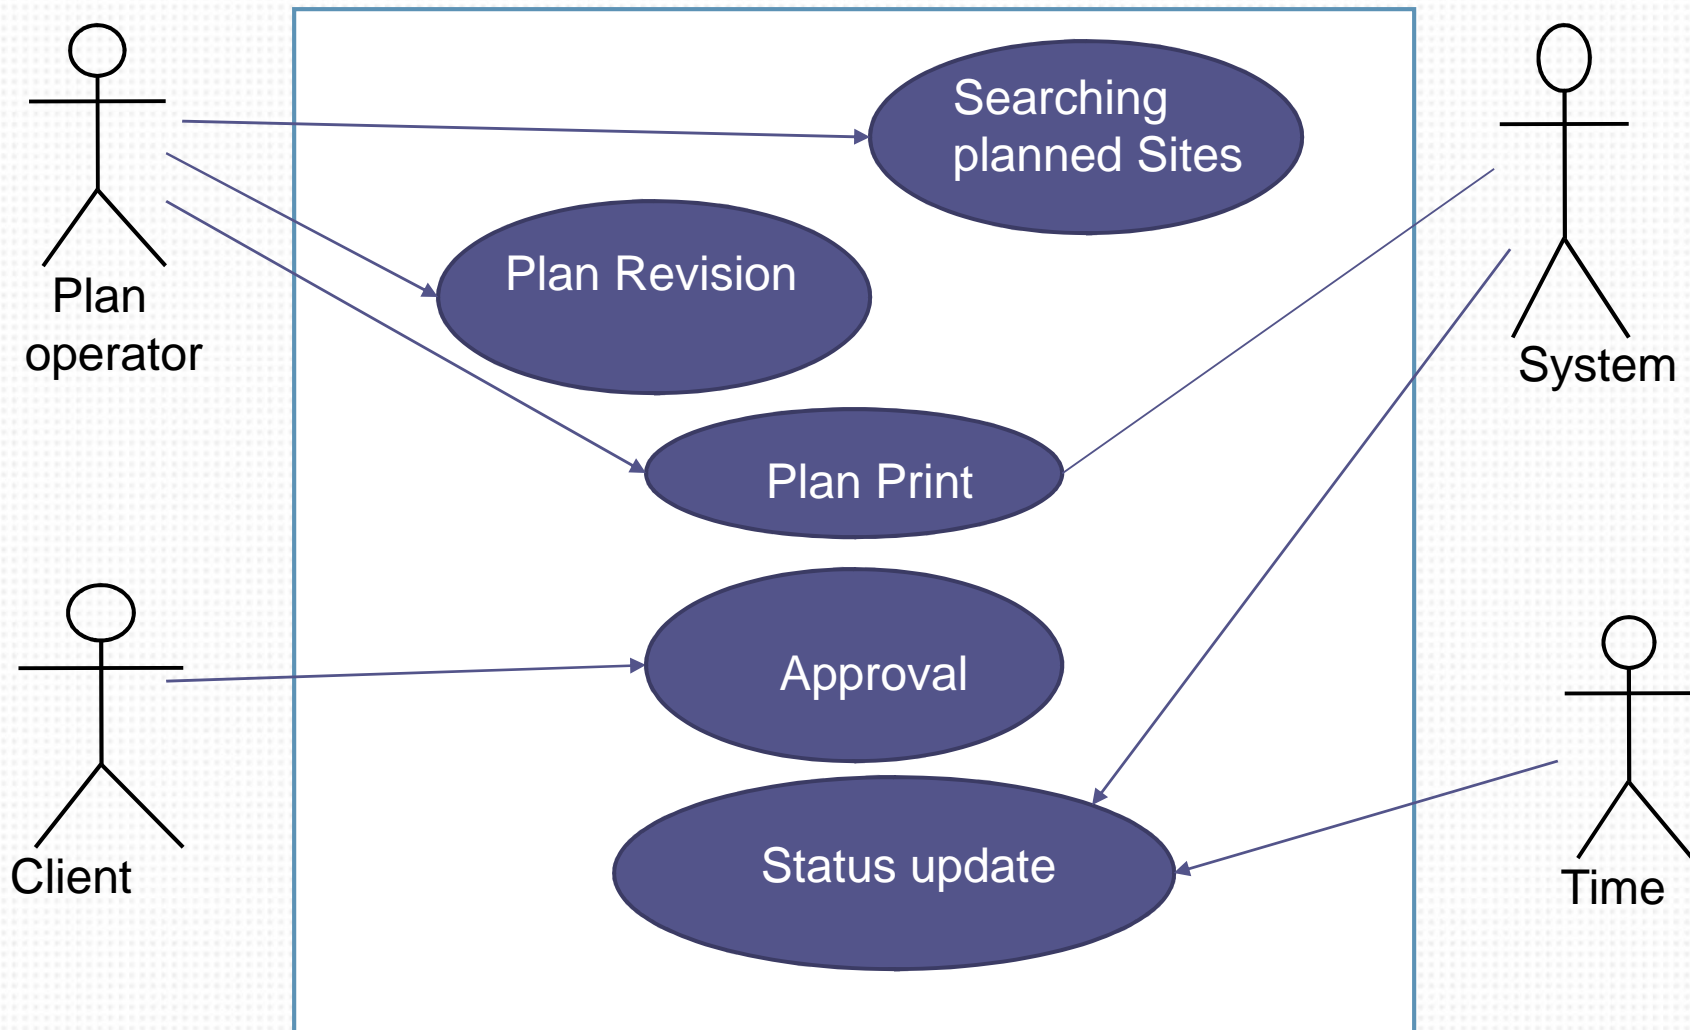 Searching
planned Sites
Plan Revision
Plan
operator
System
Plan Print
Approval
Status update
Client
Time